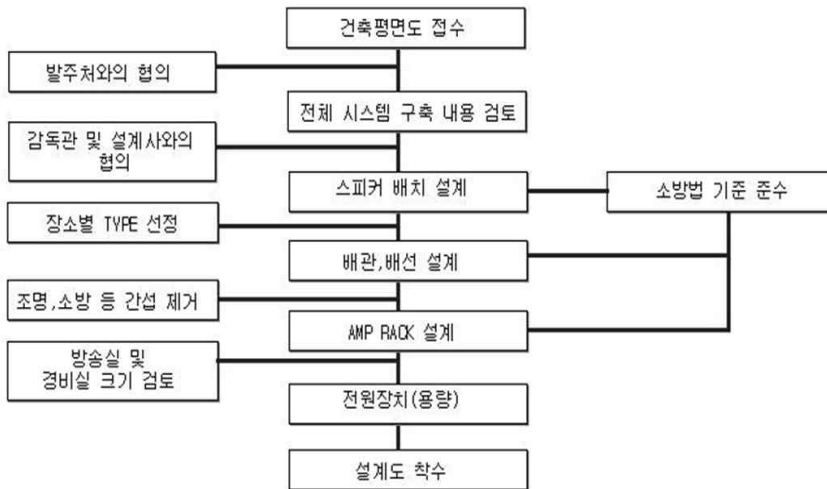 건축평면도 접수
발주처와의 협의
전체 시스템 구축 내용 검토
감독관 및 설계사와의
협의
스피커 배치 설계
소방법 기준 준수
장소별 TYPE 선정
배관,배선 설계
조명,소방 등 간섭 제거
AMP RACK 설계
방송실 및
경비실 크기 검토
전원장치(용량)
설계도 착수